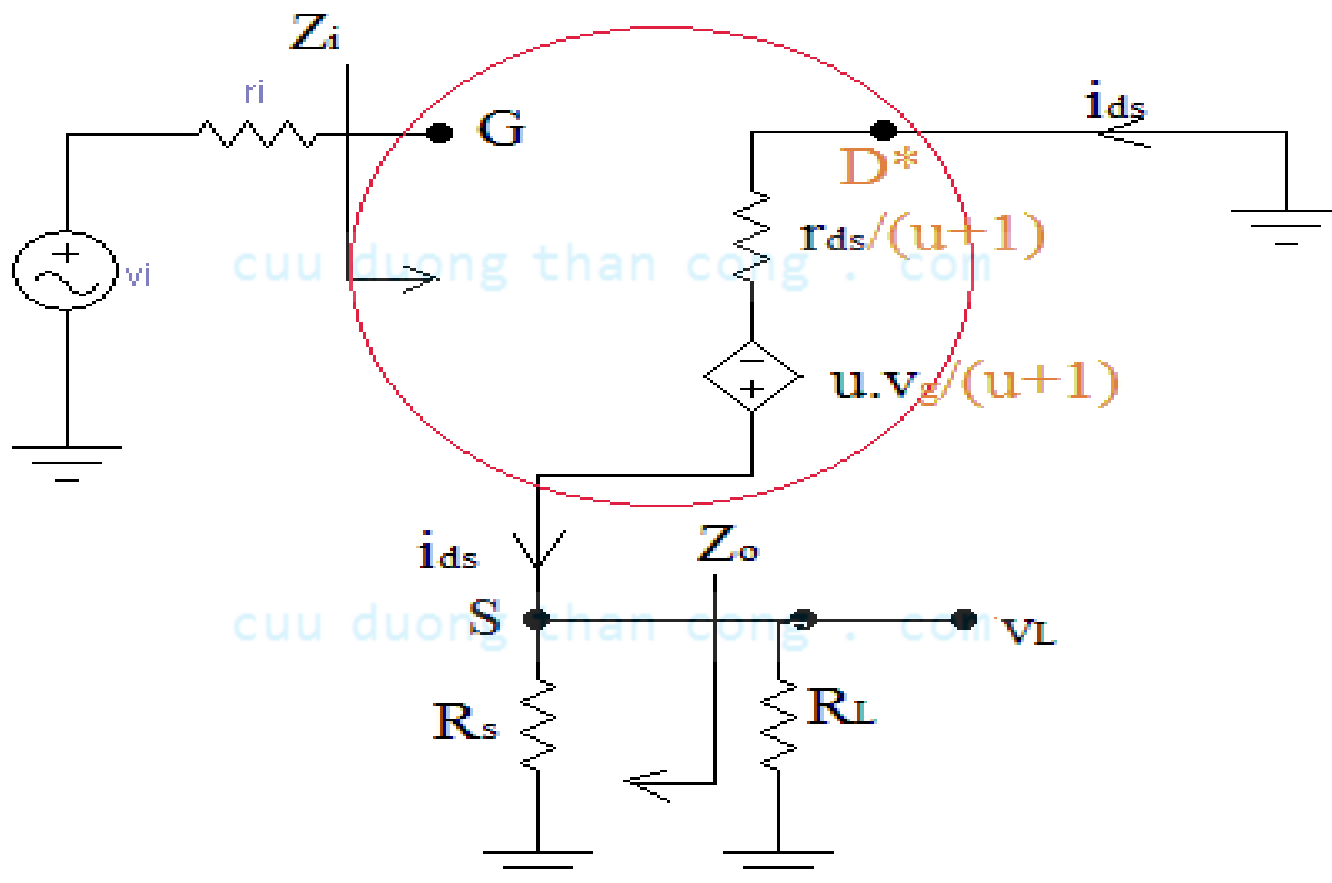 Zi
ri
G
ids
D*
rds/(u+1)
cuu duong than cong . com
vi
u.vg/(u+1)
ids
Zo
S
cuu duong than cong . com
vL
Rs
RL